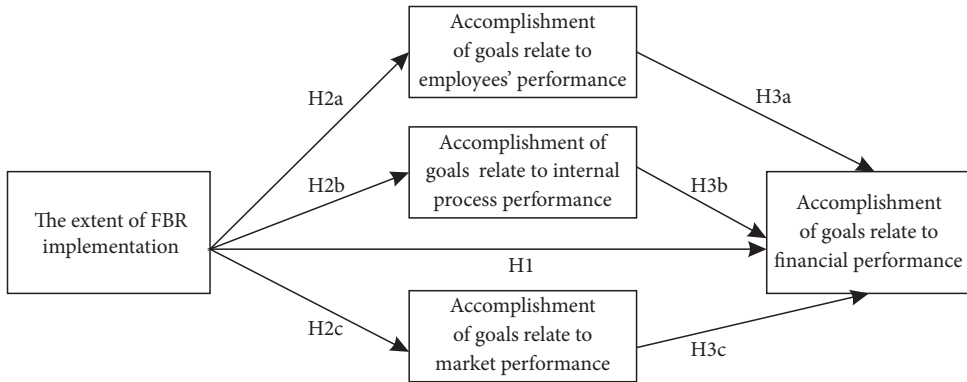 Accomplishment
of goals relate to
employees' performance
H2a
H3a
Accomplishment of
goals relate to internal
process performance
H2b
H3b
The extent of FBR
implementation
Accomplishment
of goals relate to
financial performance
H1
H2c
Accomplishment
of goals relate to
market performance
H3c